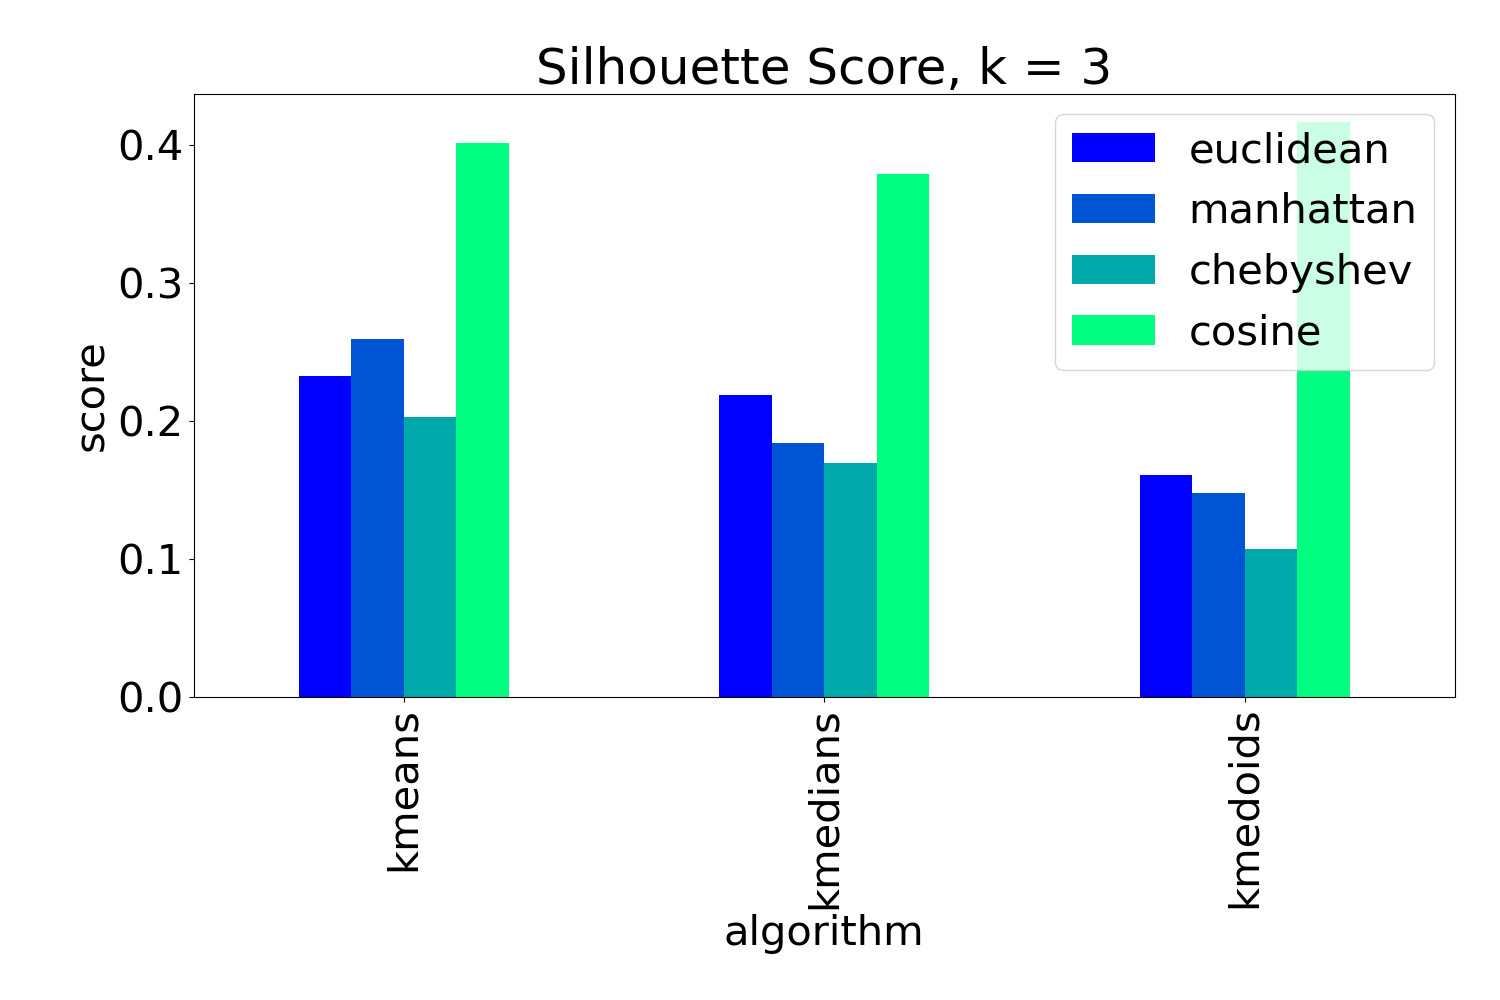 Silhouette Score, k = 3
score
0.4
0.3
0.2
0.1
0.0
euclidean
manhattan
chebyshev
cosine
kmeans
kmedians
kmedoids
algorithm